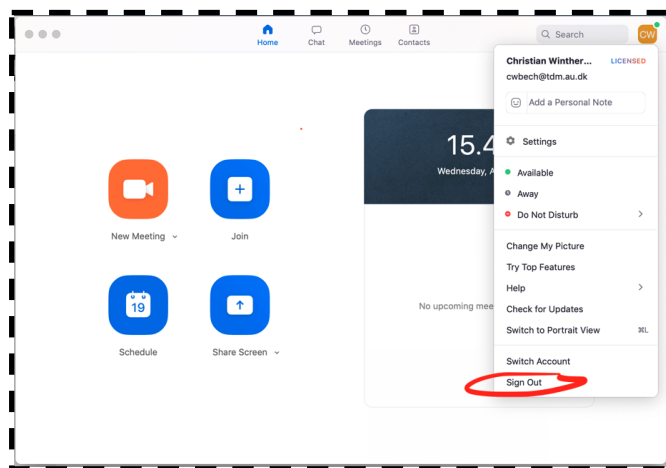 Home
Chat
Meetings
Contacts
Search
CW
Christian Winther... LICENSED
cwbech@tdm.au.dk
Add a Personal Note
Settings
Available
Away
Do Not Disturb
Change My Picture
Try Top Features
Help
Check for Updates
Switch to Portrait View ⌘L
Switch Account
Sign Out
15.4
Wednesday, A
No upcoming mee
New Meeting
Join
19
Schedule
Share Screen